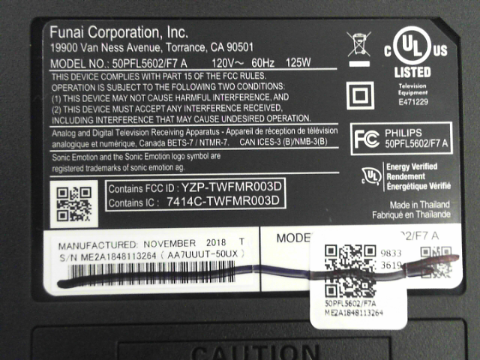 Funai Corporation, Inc.
19900 Van Ness Avenue, Torrance, CA 90501
MODEL NO.: 50PFL5602/F7 A 120V~ 60Hz 125W
THIS DEVICE COMPLIES WITH PART 15 OF THE FCC RULES.
OPERATION IS SUBJECT TO THE FOLLOWING TWO CONDITIONS:
(1) THIS DEVICE MAY NOT CAUSE HARMFUL INTERFERENCE, AND
(2) THIS DEVICE MUST ACCEPT ANY INTERFERENCE RECEIVED,
INCLUDING INTERFERENCE THAT MAY CAUSE UNDESIRED OPERATION.
Analog and Digital Television Receiving Apparatus - Appareil de réception de télévision
analogique et numérique, Canada BETS-7 / NTMR-7. CAN ICES-3 (B)/NMB-3(B)
Sonic Emotion and the Sonic Emotion logo symbol are
registered trademarks of sonic emotion ag.
Contains FCC ID : YZP-TWFMR003D
Contains IC : 7414C-TWFMR003D
C UL US
LISTED
Television
Equipment
E471229
FC PHILIPS
50PFL5602/F7 A
UL Energy Verified
Rendement
Énergétique Vérifié
Made in Thailand
Fabriqué en Thaïlande
MANUFACTURED: NOVEMBER 2018 T
S/N ME2A1848113264 ( AA7UUUT-50UX )
MODE
02/F7 A
9833
3619
50PFL5602/F7A
ME2A1848113264
CAUTION